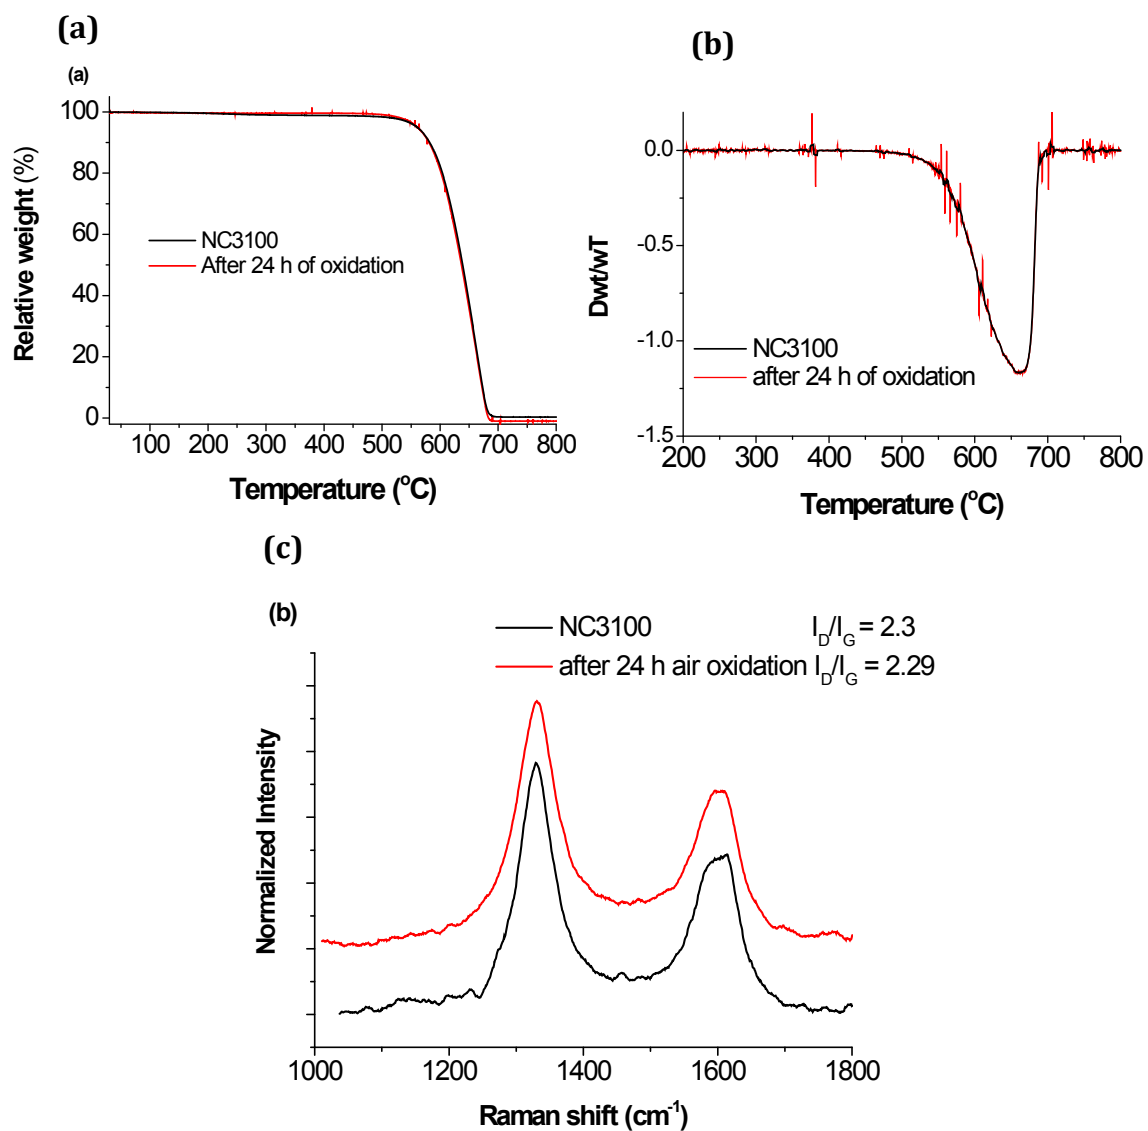 (a)
(a)
100
80
60
40
20
0
Relative weight (%)
NC3100
After 24 h of oxidation
100 200 300 400 500 600 700 800
Temperature (°C)
(b)
0.0
-0.5
-1.0
-1.5
Dwt/wT
NC3100
after 24 h of oxidation
200 300 400 500 600 700 800
Temperature (°C)
(c)
(b)
NC3100 I_D/I_G = 2.3
after 24 h air oxidation I_D/I_G = 2.29
Normalized Intensity
1000 1200 1400 1600 1800
Raman shift (cm⁻¹)